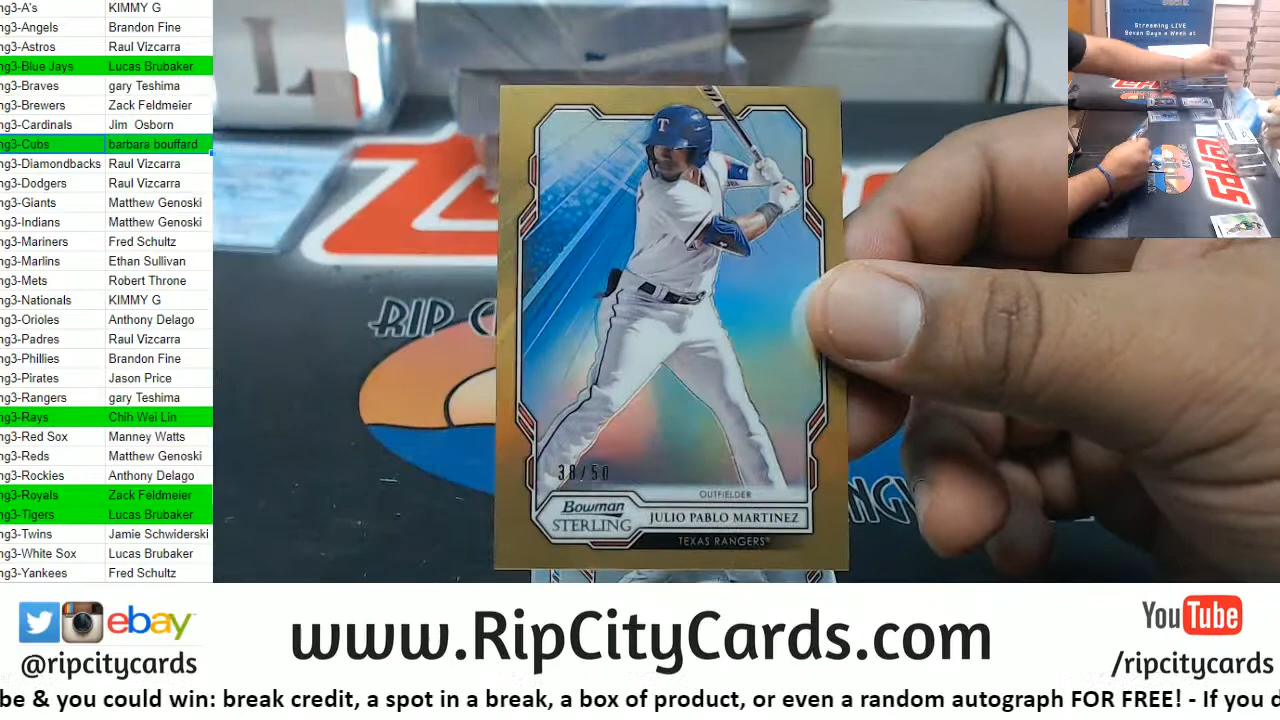 ng3-A's KIMMY G
ng3-Angels Brandon Fine
ng3-Astros Raul Vizcarra
ng3-Blue Jays Lucas Brubaker
ng3-Braves gary Teshima
ng3-Brewers Zack Feldmeier
ng3-Cardinals Jim Osborn
ng3-Cubs barbara bouffard
ng3-Diamondbacks Raul Vizcarra
ng3-Dodgers Raul Vizcarra
ng3-Giants Matthew Genoski
ng3-Indians Matthew Genoski
ng3-Mariners Fred Schultz
ng3-Marlins Ethan Sullivan
ng3-Mets Robert Throne
ng3-Nationals KIMMY G
ng3-Orioles Anthony Delago
ng3-Padres Raul Vizcarra
ng3-Phillies Brandon Fine
ng3-Pirates Jason Price
ng3-Rangers gary Teshima
ng3-Rays Chih Wei Lin
ng3-Red Sox Manney Watts
ng3-Reds Matthew Genoski
ng3-Rockies Anthony Delago
ng3-Royals Zack Feldmeier
ng3-Tigers Lucas Brubaker
ng3-Twins Jamie Schwiderski
ng3-White Sox Lucas Brubaker
ng3-Yankees Fred Schultz
RIP C
T
38/50
OUTFIELDER
Bowman
STERLING
JULIO PABLO MARTINEZ
TEXAS RANGERS
Streaming LIVE
Seven Days a Week at
TOPPS
ebay
@ripcitycards
www.RipCityCards.com
YouTube
/ripcitycards
be & you could win: break credit, a spot in a break, a box of product, or even a random autograph FOR FREE! - If you d